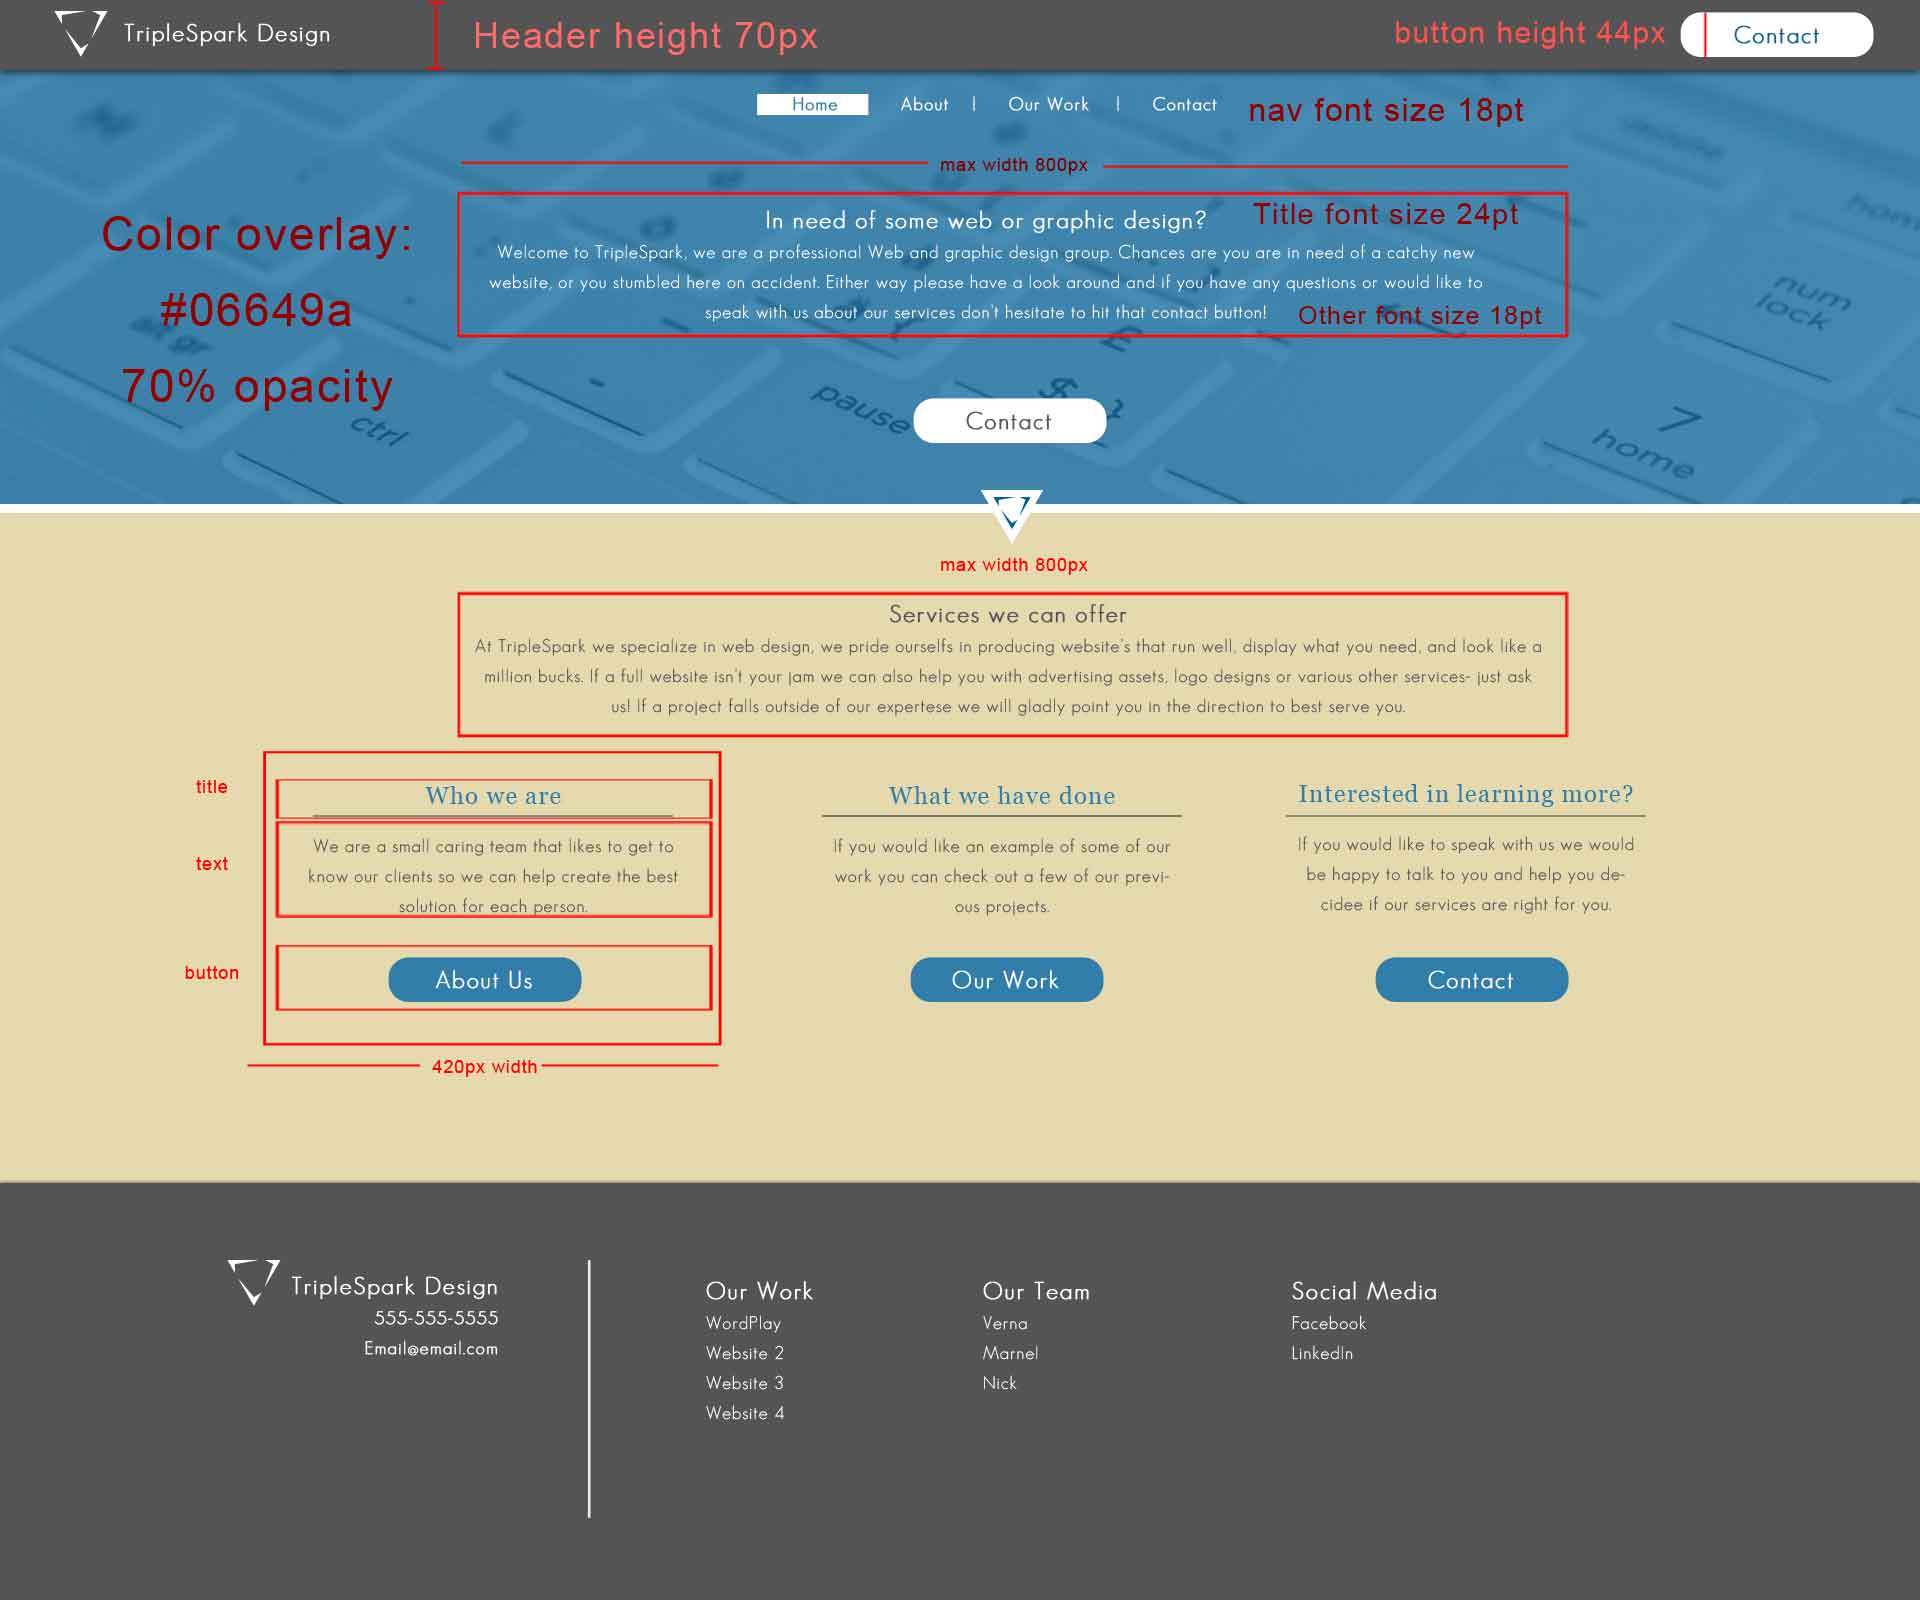 TripleSpark Design
Header height 70px
button height 44px
Contact
Home
About | Our Work | Contact
nav font size 18pt
max width 800px
Color overlay:
#06649a
70% opacity
In need of some web or graphic design?
Title font size 24pt
Welcome to TripleSpark, we are a professional Web and graphic design group. Chances are you are in need of a catchy new
website, or you stumbled here on accident. Either way please have a look around and if you have any questions or would like to
speak with us about our services don't hesitate to hit that contact button!
Other font size 18pt
num
lock
home
altgr
ctrl
pause
$
£
7
home
delete
Contact
max width 800px
Services we can offer
At TripleSpark we specialize in web design, we pride ourselfs in producing website's that run well, display what you need, and look like a
million bucks. If a full website isn't your jam we can also help you with advertising assets, logo designs or various other services- just ask
us! If a project falls outside of our expertese we will gladly point you in the direction to best serve you.
title
text
button
Who we are
We are a small caring team that likes to get to
know our clients so we can help create the best
solution for each person.
About Us
420px width
What we have done
If you would like an example of some of our
work you can check out a few of our previ-
ous projects.
Our Work
Interested in learning more?
If you would like to speak with us we would
be happy to talk to you and help you de-
cidee if our services are right for you.
Contact
TripleSpark Design
555-555-5555
Email@email.com
Our Work
WordPlay
Website 2
Website 3
Website 4
Our Team
Verna
Marnel
Nick
Social Media
Facebook
LinkedIn